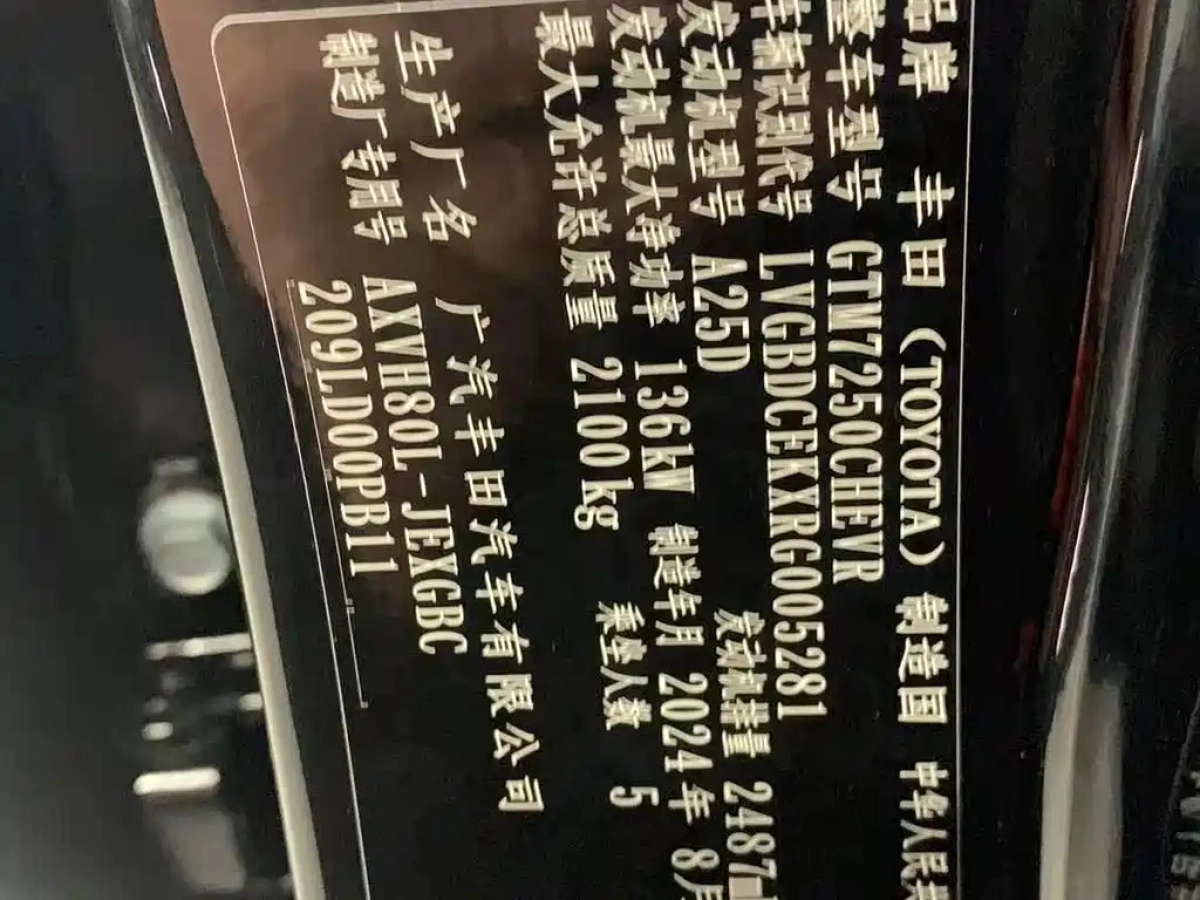 品牌 丰田（TOYOTA） 制造国 中华人民共
整车型号 GTM7250CHEVR
车辆识别代号 LVGBDCEKXRG005281
发动机型号 A25D 发动机排量 2487
发动机最大净功率 136kW 制造年月 2024年 8月
最大允许总质量 2100kg 乘坐人数 5
生产厂名 广汽丰田汽车有限公司
制造厂专用号 AXVH80L-JEXGBC
209LD00PB11